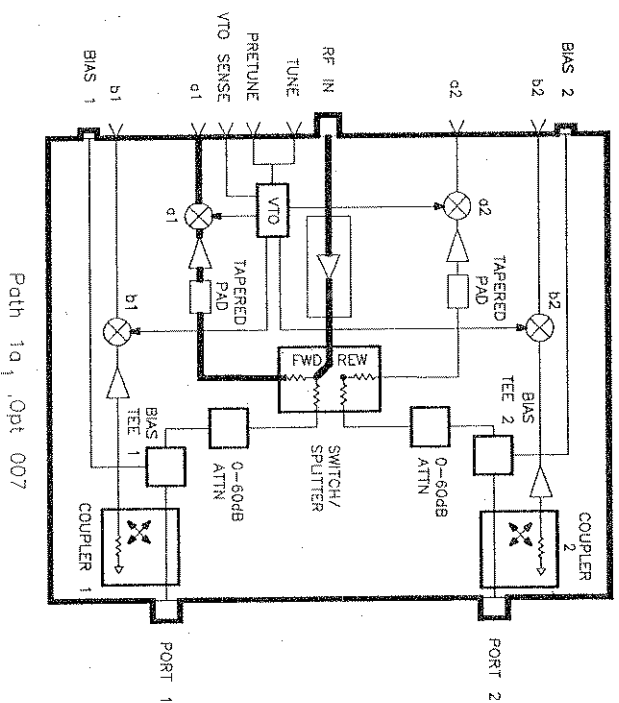 BIAS 2
b2
a2
RF IN
TUNE
PRETUNE
VTO SENSE
a1
b1
BIAS 1
VTO
a2
TAPERED
PAD
b2
BIAS
TEE 2
COUPLER
2
0-60dB
ATTN
FWD REW
SWITCH/
SPLITTER
a1
TAPERED
PAD
b1
0-60dB
ATTN
BIAS
TEE 1
COUPLER 1
PORT 2
PORT 1
Path 1a, ,Opt 007